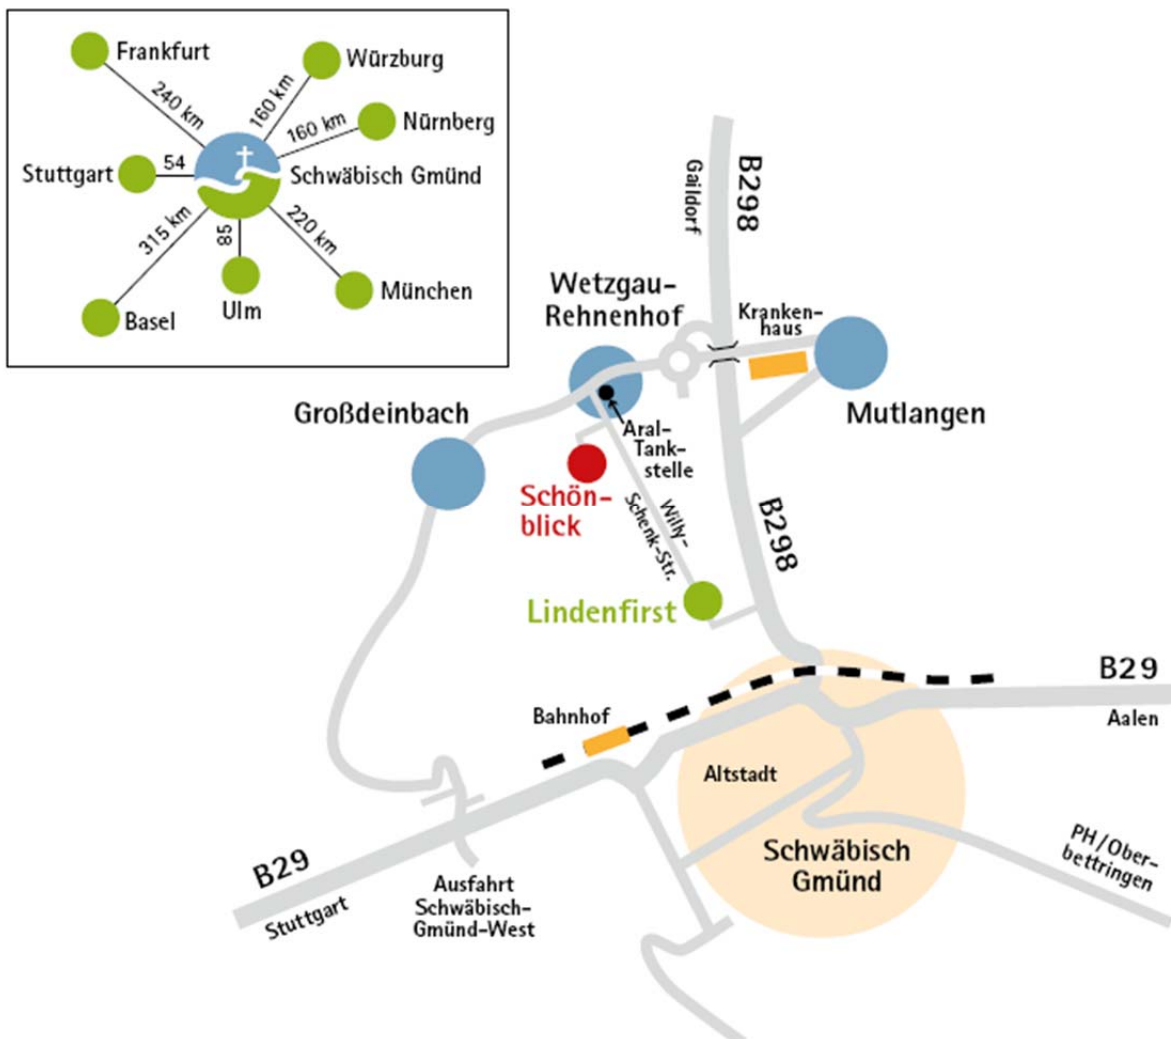 Frankfurt
Würzburg
240 km
160 km
160 km
Nürnberg
Stuttgart
54
Schwäbisch Gmünd
315 km
85
220 km
München
Basel
Ulm
B298
Gaildorf
Wetzgau-
Rehnenhof
Kranken-
haus
Großdeinbach
Mutlangen
Aral-
Tank-
stelle
Schön-
blick
Willy-
Schenk-Str.
B298
Lindenfirst
B29
Aalen
Bahnhof
Altstadt
Schwäbisch
Gmünd
PH/Ober-
bettringen
B29
Stuttgart
Ausfahrt
Schwäbisch-
Gmünd-West